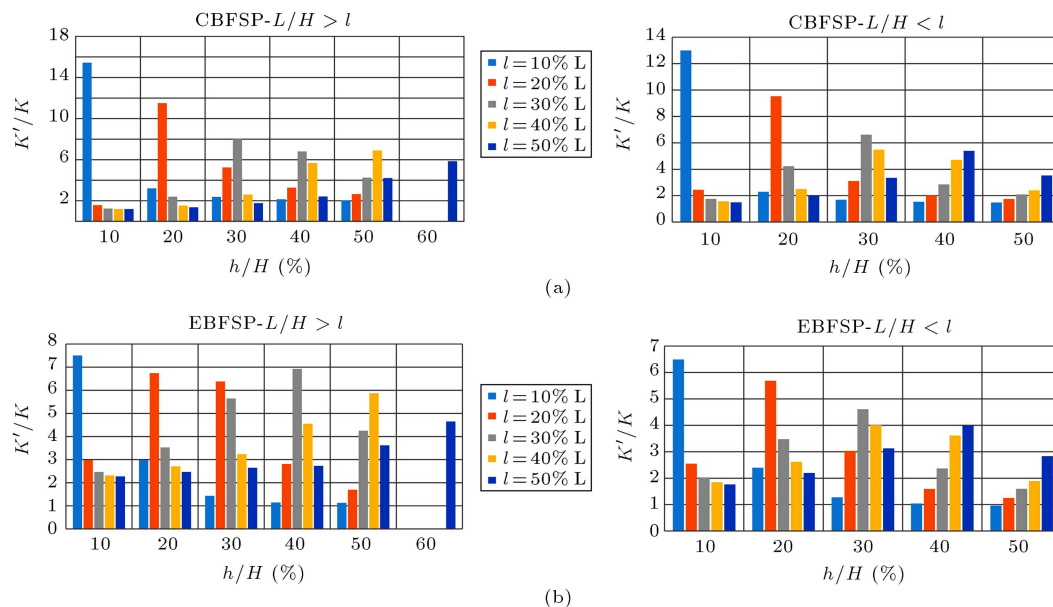 CBFSP-L/H > l
18
14
10
6
2
K′/K
10 20 30 40 50 60
h/H (%)
l = 10% L
l = 20% L
l = 30% L
l = 40% L
l = 50% L
CBFSP-L/H < l
14
12
10
8
6
4
2
0
K′/K
10 20 30 40 50
h/H (%)
(a)
EBFSP-L/H > l
8
7
6
5
4
3
2
1
0
K′/K
10 20 30 40 50 60
h/H (%)
l = 10% L
l = 20% L
l = 30% L
l = 40% L
l = 50% L
EBFSP-L/H < l
7
6
5
4
3
2
1
0
K′/K
10 20 30 40 50
h/H (%)
(b)